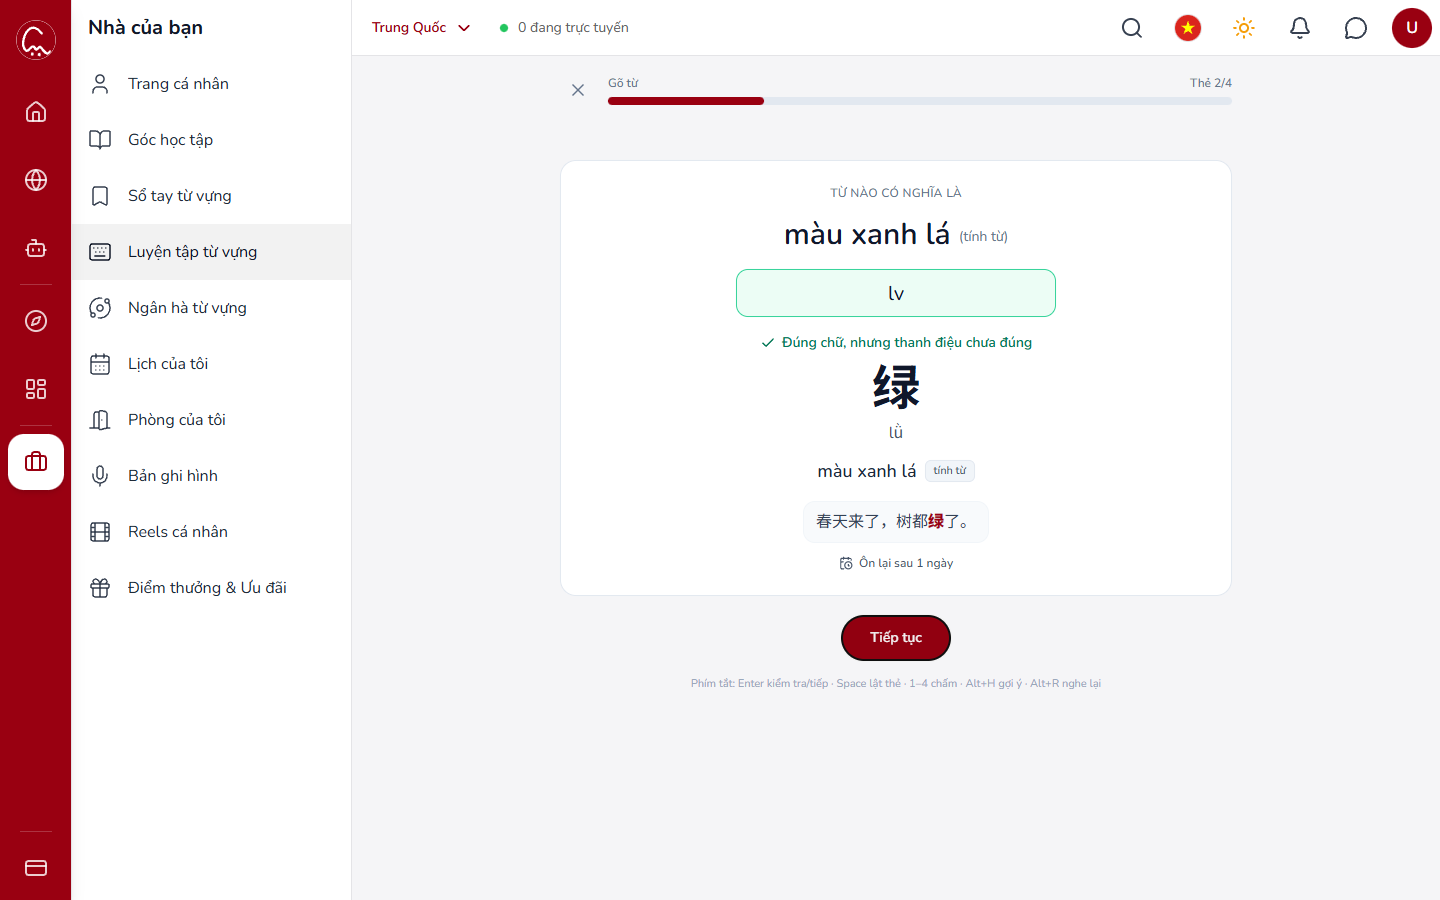 Nhà của bạn
Trang cá nhân
Góc học tập
Sổ tay từ vựng
Luyện tập từ vựng
Ngân hà từ vựng
Lịch của tôi
Phòng của tôi
Bản ghi hình
Reels cá nhân
Điểm thưởng & Ưu đãi
Trung Quốc
0 đang trực tuyến
U
Gõ từ
Thẻ 2/4
TỪ NÀO CÓ NGHĨA LÀ
màu xanh lá (tính từ)
lv
Đúng chữ, nhưng thanh điệu chưa đúng
绿
lǜ
màu xanh lá tính từ
春天来了，树都绿了。
Ôn lại sau 1 ngày
Tiếp tục
Phím tắt: Enter kiểm tra/tiếp · Space lật thẻ · 1–4 chấm · Alt+H gợi ý · Alt+R nghe lại